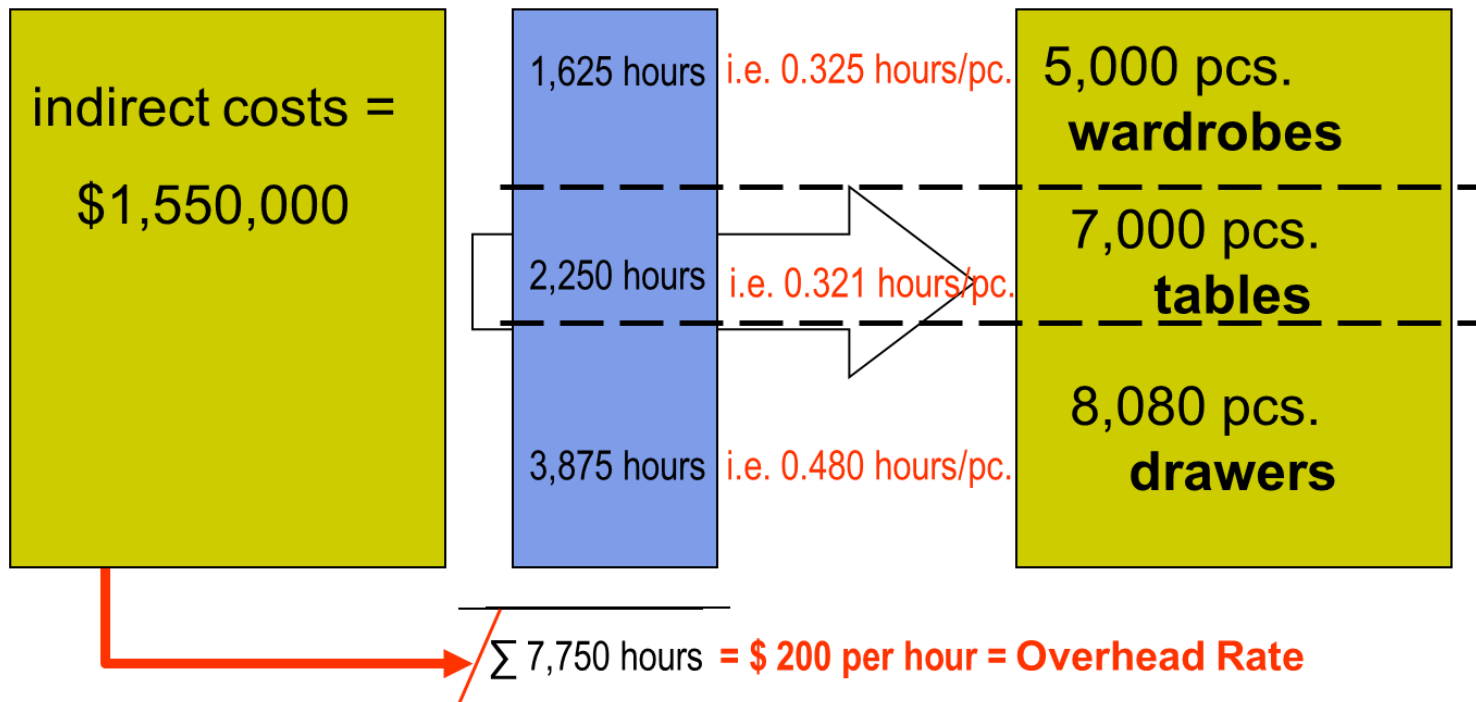 indirect costs =
$1,550,000
1,625 hours
i.e. 0.325 hours/pc.
5,000 pcs.
wardrobes
2,250 hours
i.e. 0.321 hours/pc.
7,000 pcs.
tables
3,875 hours
i.e. 0.480 hours/pc.
8,080 pcs.
drawers
∑ 7,750 hours = $ 200 per hour = Overhead Rate